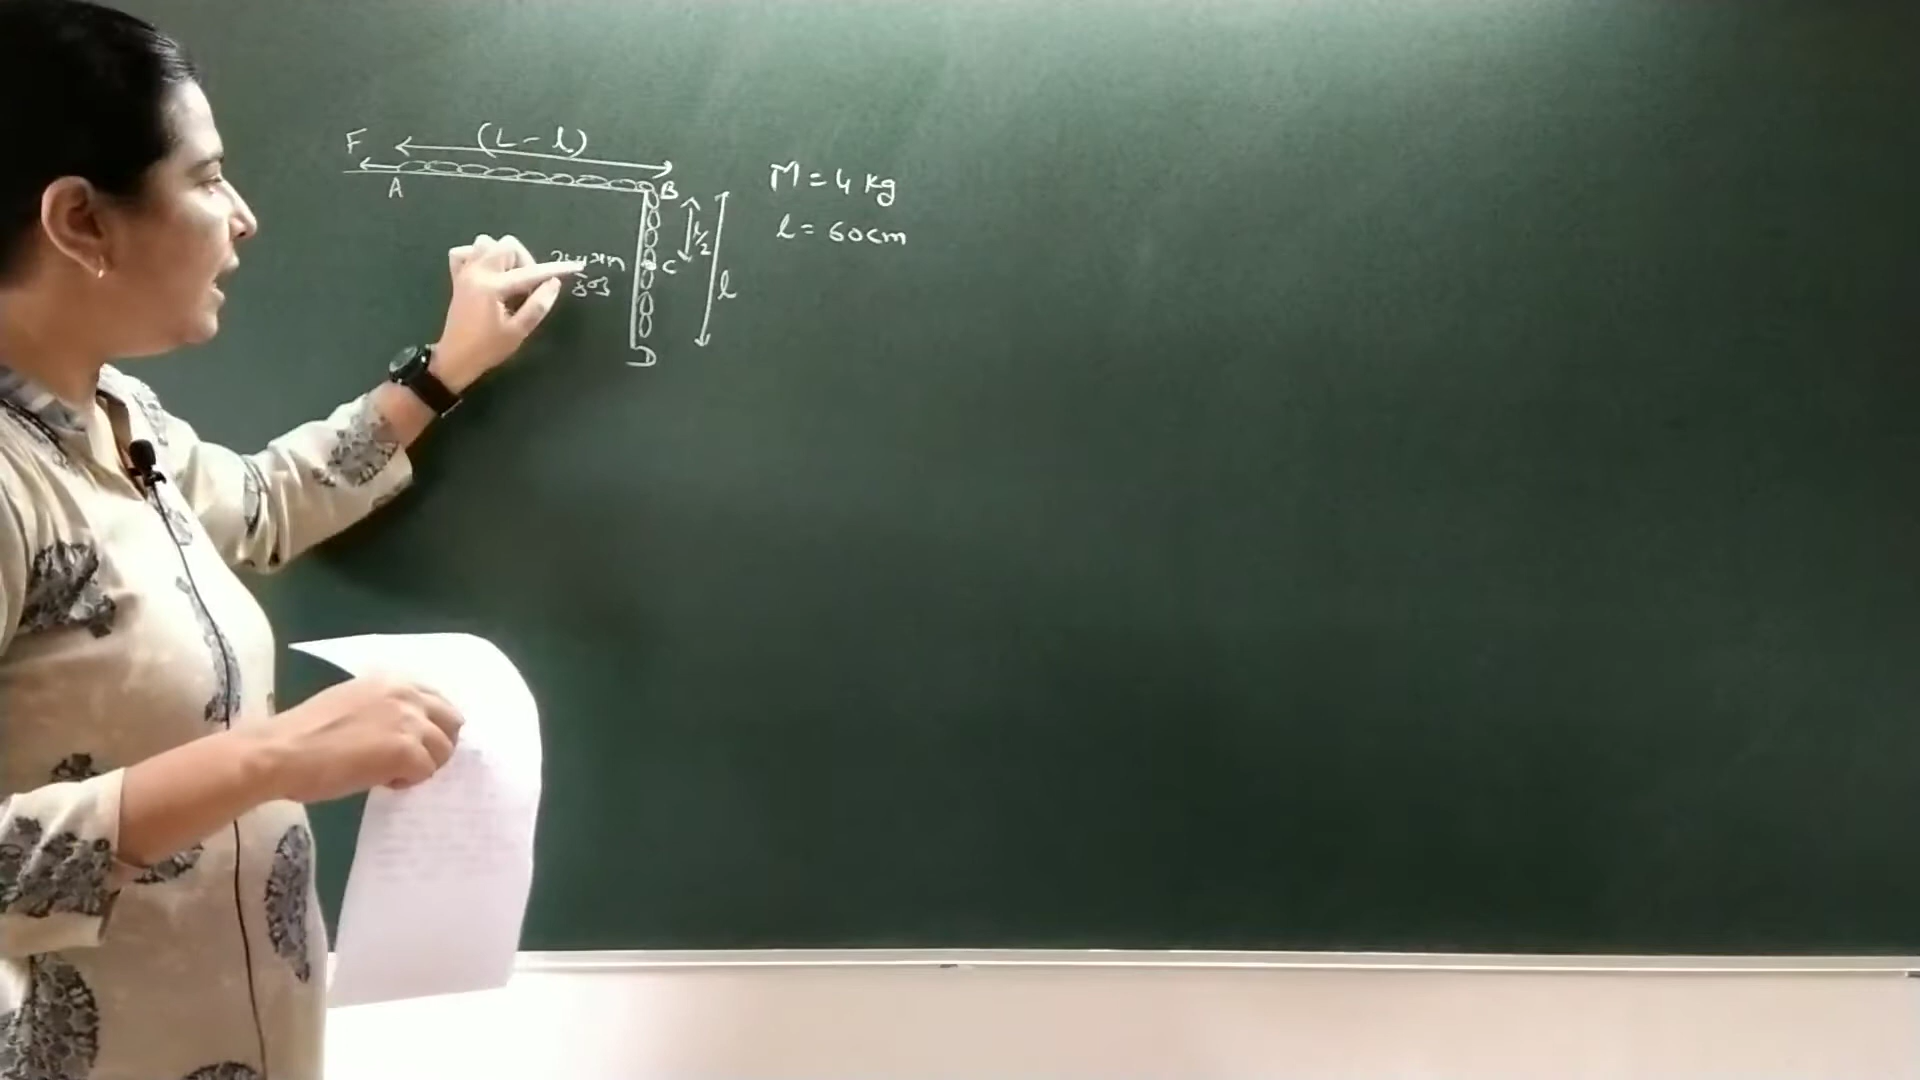 F
(L - l)
A
B
l/2
C
l
D
M = 4 kg
l = 60cm